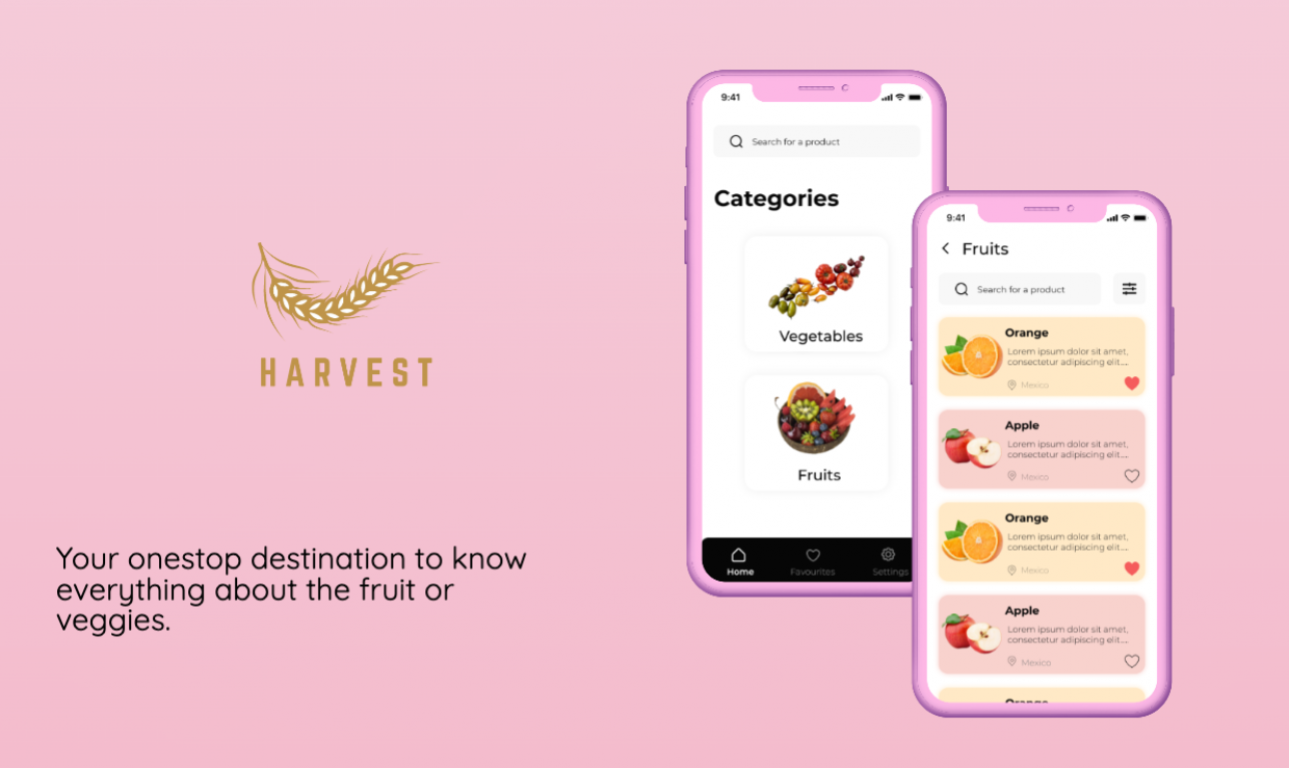 HARVEST
Your onestop destination to know
everything about the fruit or
veggies.
9:41
Search for a product
Categories
Vegetables
Fruits
Home
Favourites
Settings
9:41
Fruits
Search for a product
Orange
Lorem ipsum dolor sit amet,
consectetur adipiscing elit....
Mexico
Apple
Lorem ipsum dolor sit amet,
consectetur adipiscing elit....
Mexico
Orange
Lorem ipsum dolor sit amet,
consectetur adipiscing elit....
Mexico
Apple
Lorem ipsum dolor sit amet,
consectetur adipiscing elit....
Mexico
Orange